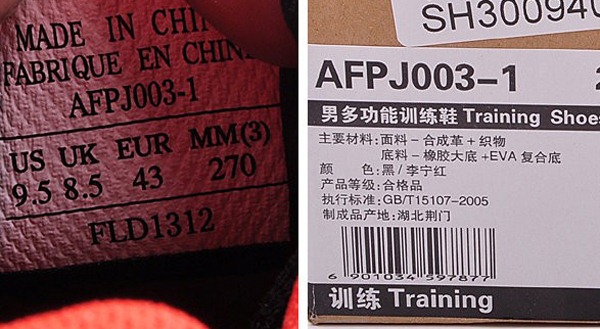 MADE IN CHIN
FABRIQUE EN CHIN
AFPJ003-1
US UK EUR MM(3)
9.5 8.5 43 270
FLD1312
SH300940
AFPJ003-1
男多功能训练鞋 Training Shoes
主要材料: 面料-合成革+织物
底料-橡胶大底+EVA 复合底
颜 色: 黑/李宁红
产品等级: 合格品
执行标准: GB/T15107-2005
制成品产地: 湖北荆门
6 901034 597877
训练 Training